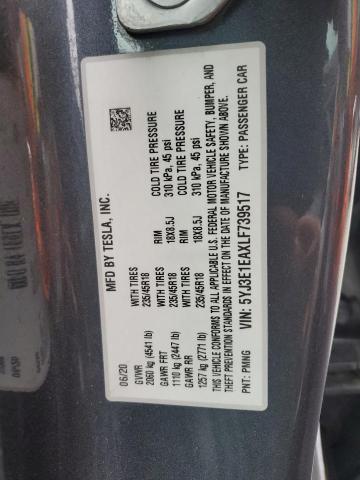 MFD BY TESLA, INC.
06/20
GVWR
2060 kg (4541 lb)
WITH TIRES
235/45R18
RIM
18X8.5J
COLD TIRE PRESSURE
310 kPa, 45 psi
GAWR FRT
1110 kg (2447 lb)
WITH TIRES
235/45R18
RIM
18X8.5J
COLD TIRE PRESSURE
310 kPa, 45 psi
GAWR RR
1257 kg (2771 lb)
THIS VEHICLE CONFORMS TO ALL APPLICABLE U.S. FEDERAL MOTOR VEHICLE SAFETY, BUMPER, AND
THEFT PREVENTION STANDARDS IN EFFECT ON THE DATE OF MANUFACTURE SHOWN ABOVE.
VIN: 5YJ3E1EAXLF739517
PNT: PMNG
TYPE: PASSENGER CAR